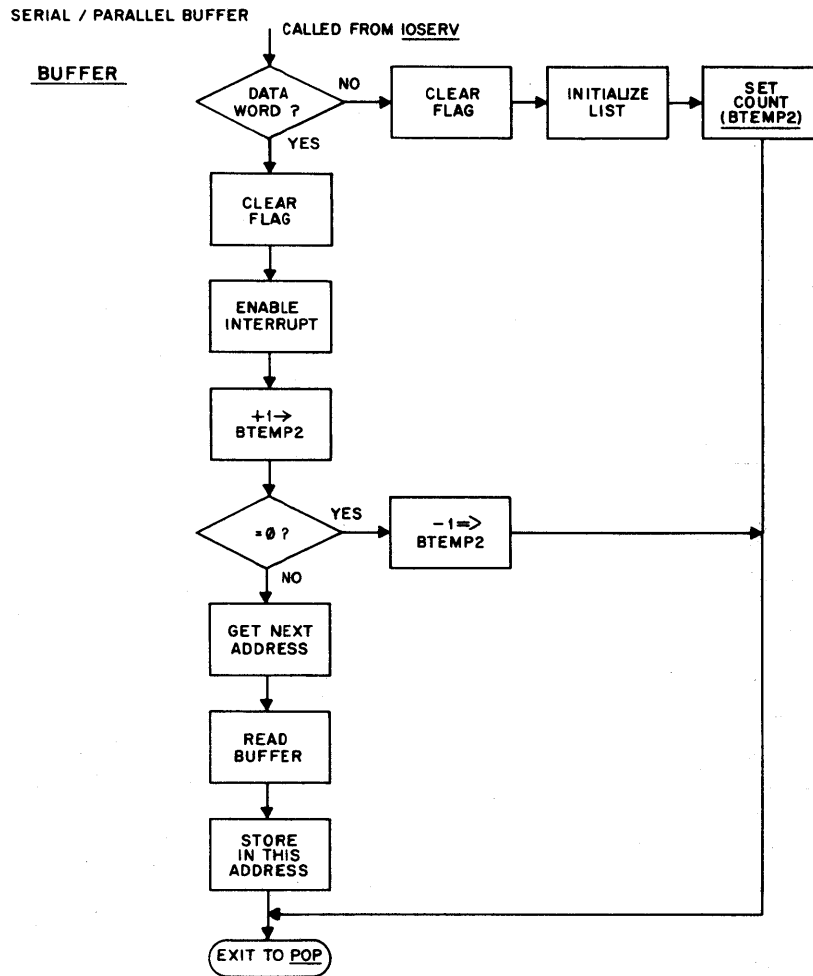 SERIAL / PARALLEL BUFFER
CALLED FROM IOSERV
BUFFER
DATA
WORD ?
NO
CLEAR
FLAG
INITIALIZE
LIST
SET
COUNT
(BTEMP2)
YES
CLEAR
FLAG
ENABLE
INTERRUPT
+1→
BTEMP2
=Ø ?
YES
-1=>
BTEMP2
NO
GET NEXT
ADDRESS
READ
BUFFER
STORE
IN THIS
ADDRESS
EXIT TO POP